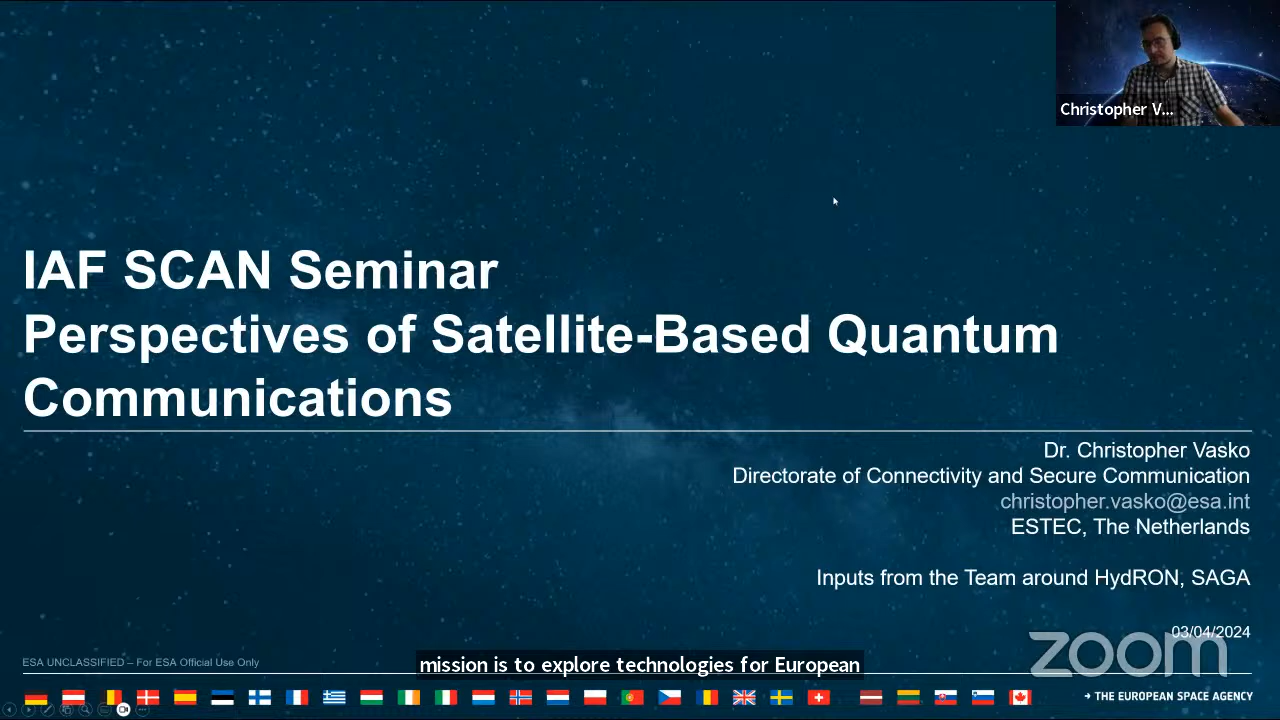 Christopher V...
IAF SCAN Seminar
Perspectives of Satellite-Based Quantum
Communications
Dr. Christopher Vasko
Directorate of Connectivity and Secure Communication
christopher.vasko@esa.int
ESTEC, The Netherlands
Inputs from the Team around HydRON, SAGA
03/04/2024
zoom
ESA UNCLASSIFIED – For ESA Official Use Only
mission is to explore technologies for European
→ THE EUROPEAN SPACE AGENCY